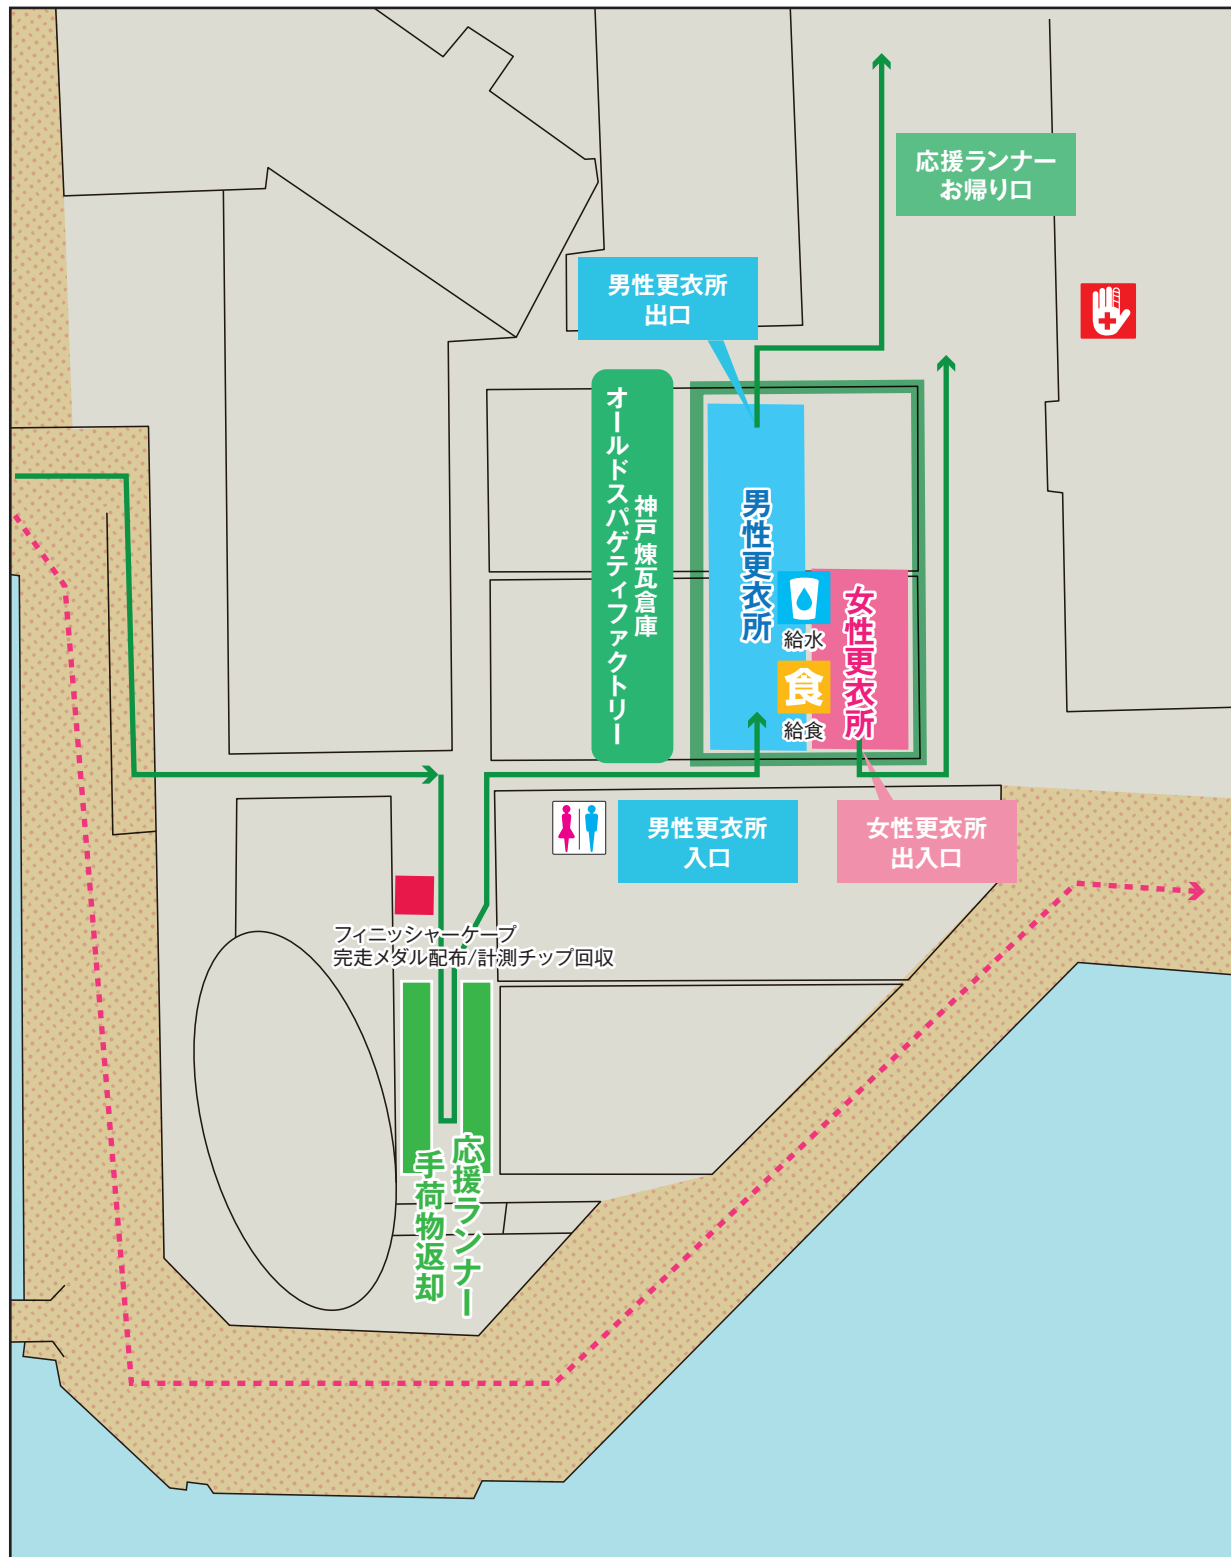 応援ランナー
お帰り口
男性更衣所
出口
神戸煉瓦倉庫
オールドスパゲティファクトリー
男性更衣所
給水
女性更衣所
食
給食
男性更衣所
入口
女性更衣所
出入口
フィニッシャーケープ
完走メダル配布/計測チップ回収
応援ランナー
手荷物返却